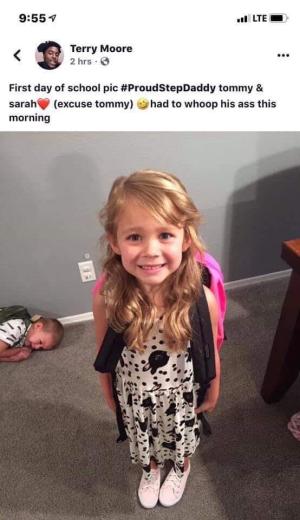 9:55
LTE
Terry Moore
2 hrs ·
First day of school pic #ProudStepDaddy tommy &
sarah❤️ (excuse tommy) 🤣 had to whoop his ass this
morning